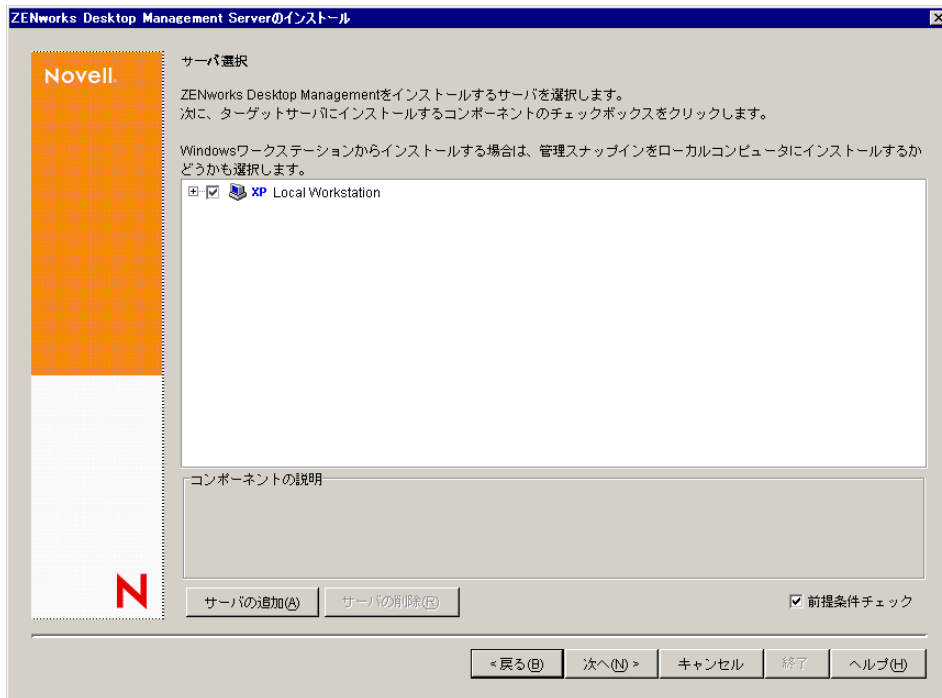 ZENworks Desktop Management Serverのインストール
Novell.
サーバ選択
ZENworks Desktop Managementをインストールするサーバを選択します。
次に、ターゲットサーバにインストールするコンポーネントのチェックボックスをクリックします。
Windowsワークステーションからインストールする場合は、管理スナップインをローカルコンピュータにインストールするか
どうかも選択します。
XP Local Workstation
コンポーネントの説明
N
サーバの追加(A) サーバの削除(R) 前提条件チェック
«戻る(B) 次へ(N) » キャンセル 終了 ヘルプ(H)